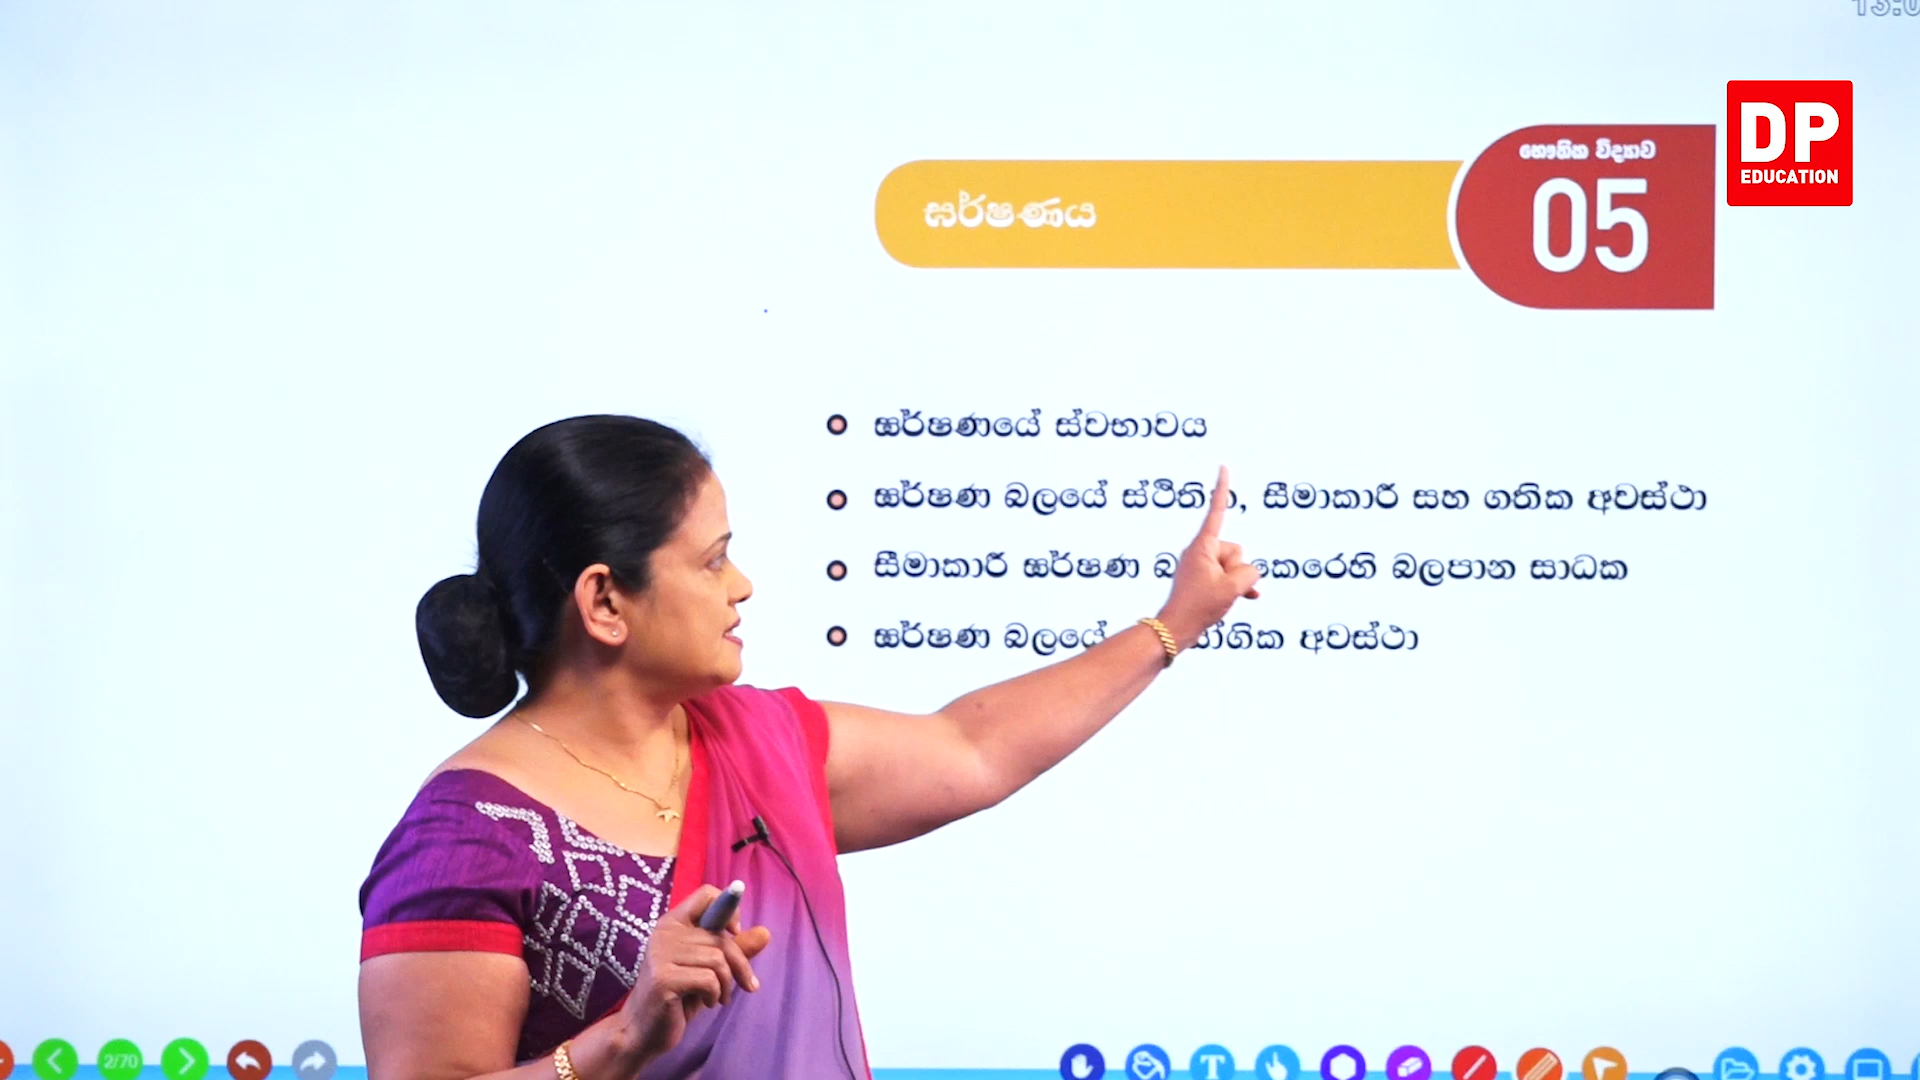 DP
EDUCATION
භෞතික විද්‍යාව
05
ඝර්ෂණය
ඝර්ෂණයේ ස්වභාවය
ඝර්ෂණ බලයේ ස්ථිතික, සීමාකාරී සහ ගතික අවස්ථා
සීමාකාරී ඝර්ෂණ කෙරෙහි බලපාන සාධක
ඝර්ෂණ බලයේ අවස්ථා
2/70
T